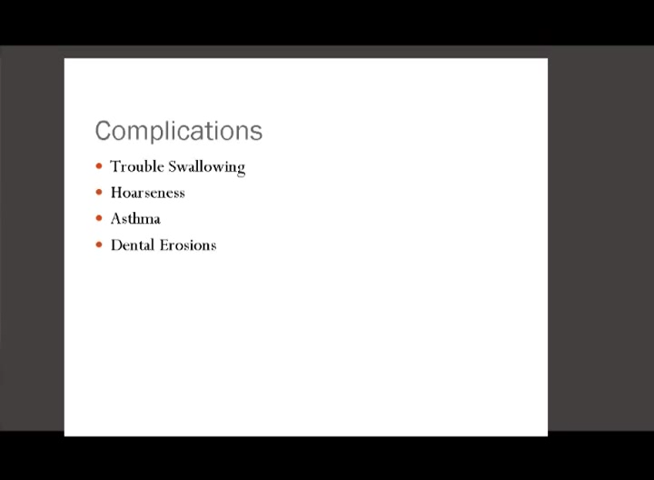 Complications
• Trouble Swallowing
• Hoarseness
• Asthma
• Dental Erosions